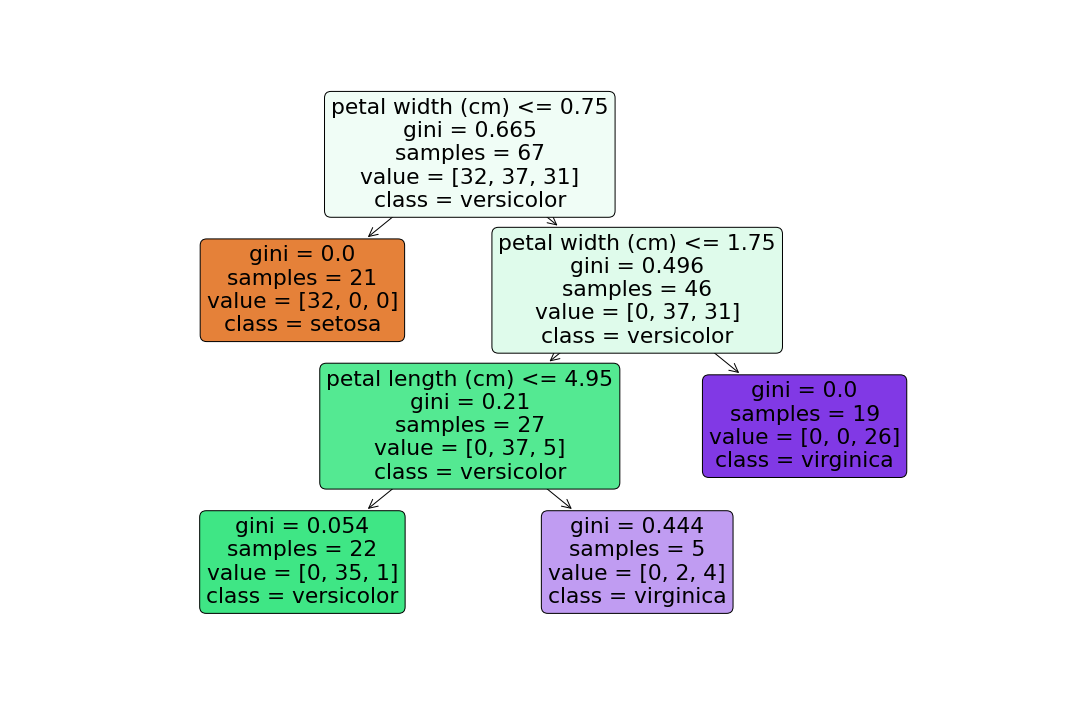 petal width (cm) <= 0.75
gini = 0.665
samples = 67
value = [32, 37, 31]
class = versicolor
gini = 0.0
samples = 21
value = [32, 0, 0]
class = setosa
petal width (cm) <= 1.75
gini = 0.496
samples = 46
value = [0, 37, 31]
class = versicolor
petal length (cm) <= 4.95
gini = 0.21
samples = 27
value = [0, 37, 5]
class = versicolor
gini = 0.0
samples = 19
value = [0, 0, 26]
class = virginica
gini = 0.054
samples = 22
value = [0, 35, 1]
class = versicolor
gini = 0.444
samples = 5
value = [0, 2, 4]
class = virginica